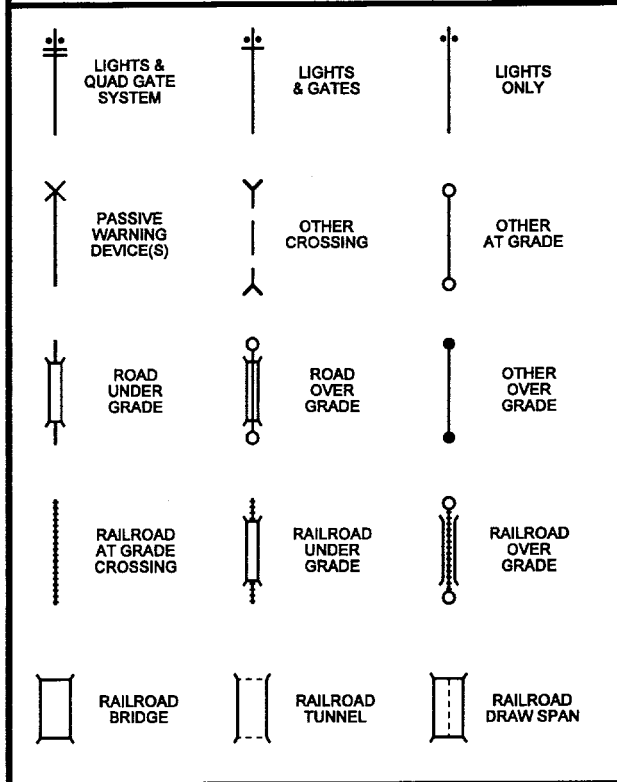 LIGHTS &
QUAD GATE
SYSTEM
LIGHTS
& GATES
LIGHTS
ONLY
PASSIVE
WARNING
DEVICE(S)
OTHER
CROSSING
OTHER
AT GRADE
ROAD
UNDER
GRADE
ROAD
OVER
GRADE
OTHER
OVER
GRADE
RAILROAD
AT GRADE
CROSSING
RAILROAD
UNDER
GRADE
RAILROAD
OVER
GRADE
RAILROAD
BRIDGE
RAILROAD
TUNNEL
RAILROAD
DRAW SPAN